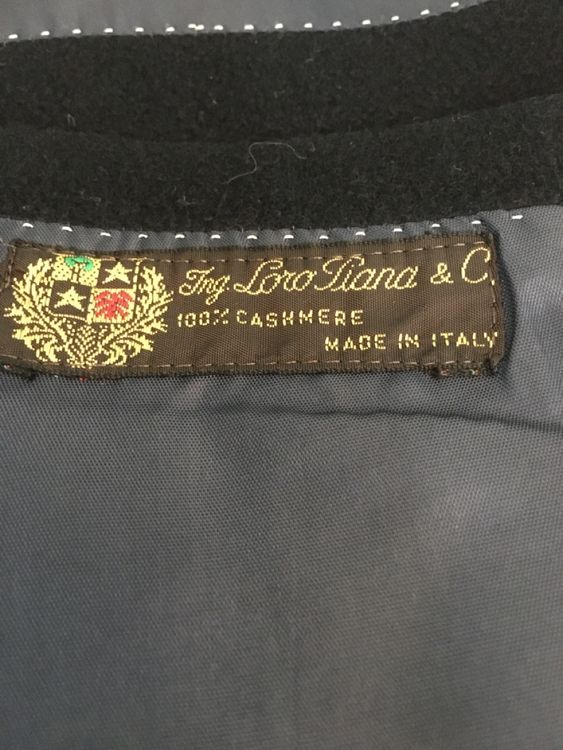 Ing Loro Piana & C.
100% CASHMERE
MADE IN ITALY